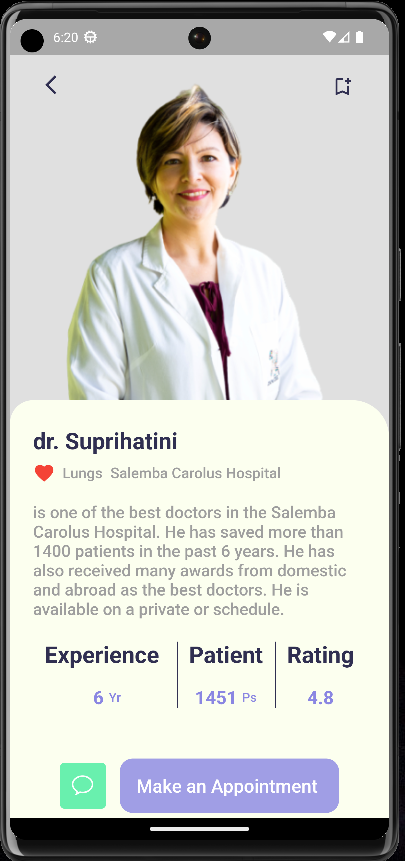 6:20
dr. Suprihatini
Lungs Salemba Carolus Hospital
is one of the best doctors in the Salemba
Carolus Hospital. He has saved more than
1400 patients in the past 6 years. He has
also received many awards from domestic
and abroad as the best doctors. He is
available on a private or schedule.
Experience Patient Rating
6 Yr 1451 Ps 4.8
Make an Appointment